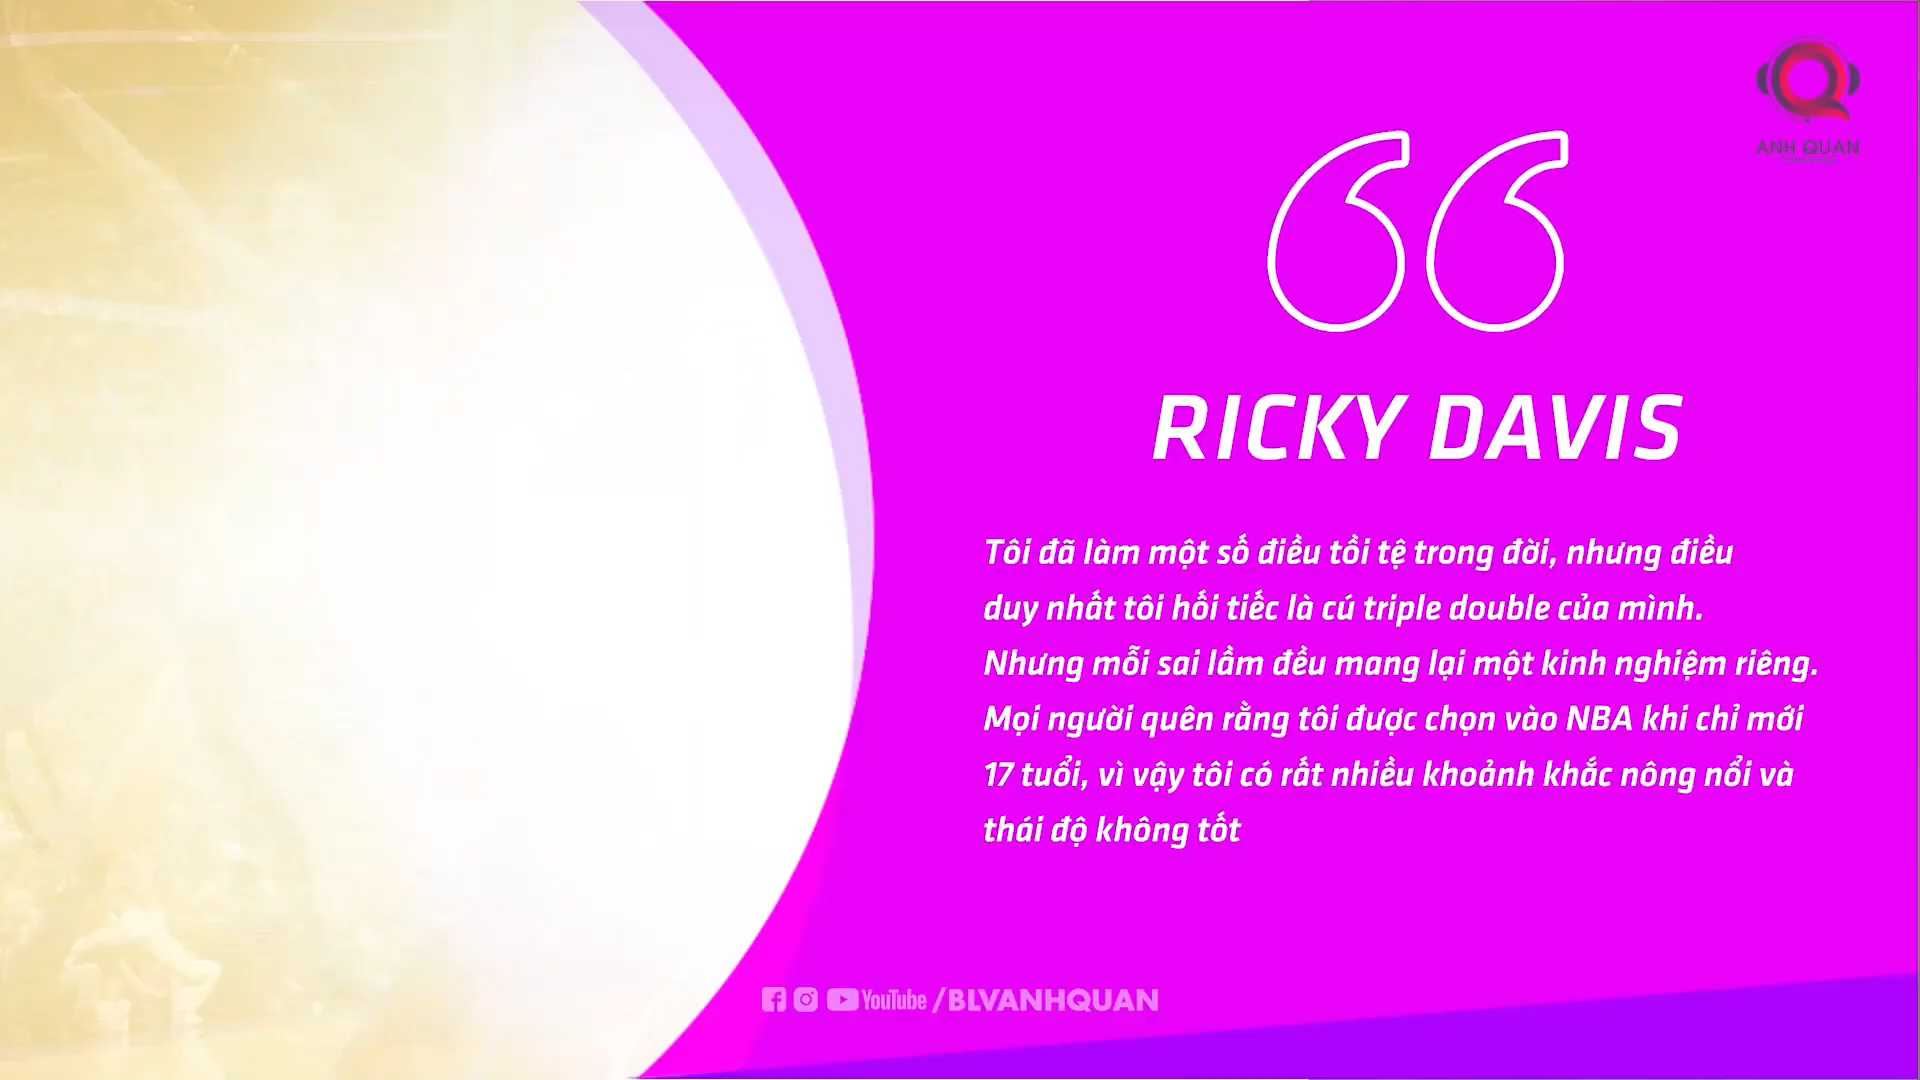 ANH QUAN
RICKY DAVIS
Tôi đã làm một số điều tồi tệ trong đời, nhưng điều
duy nhất tôi hối tiếc là cú triple double của mình.
Nhưng mỗi sai lầm đều mang lại một kinh nghiệm riêng.
Mọi người quên rằng tôi được chọn vào NBA khi chỉ mới
17 tuổi, vì vậy tôi có rất nhiều khoảnh khắc nông nổi và
thái độ không tốt
YouTube /BLVANHQUAN